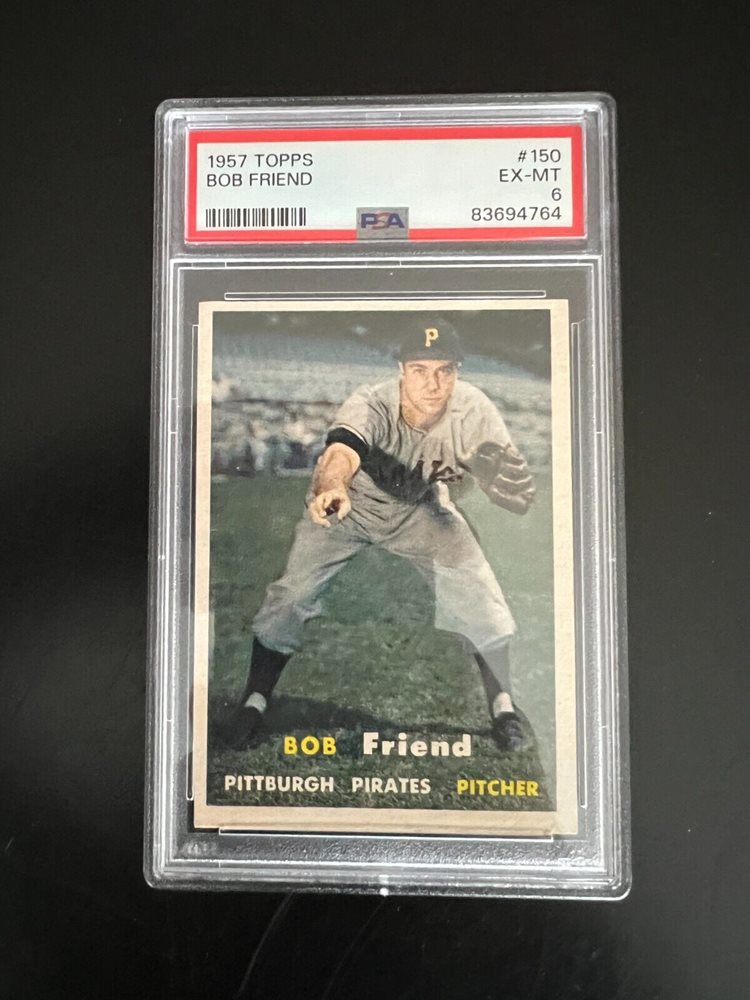 1957 TOPPS #150
BOB FRIEND EX-MT
6
PSA 83694764
P
BOB Friend
PITTBURGH PIRATES PITCHER